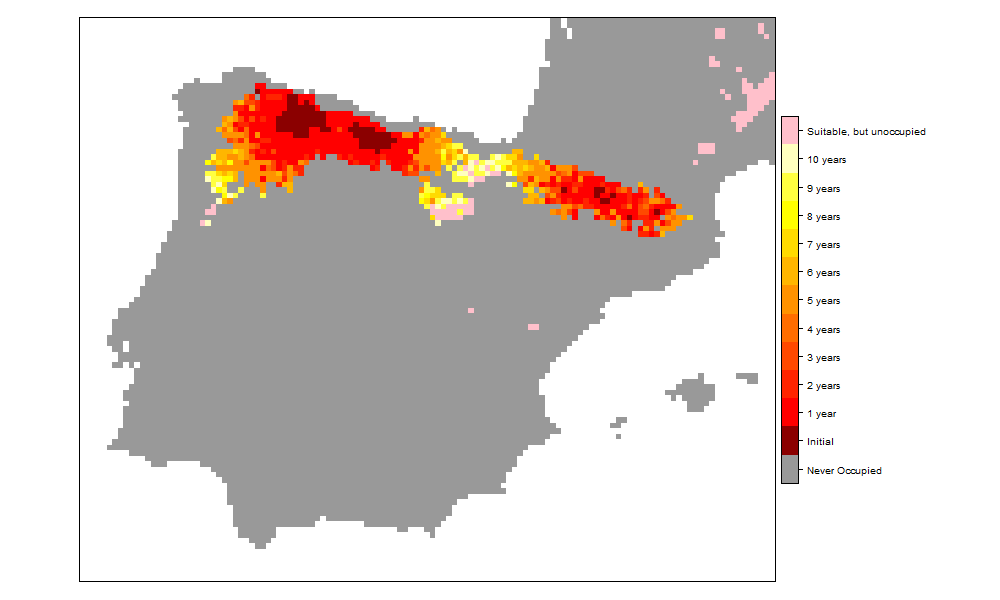 Suitable, but unoccupied
10 years
9 years
8 years
7 years
6 years
5 years
4 years
3 years
2 years
1 year
Initial
Never Occupied